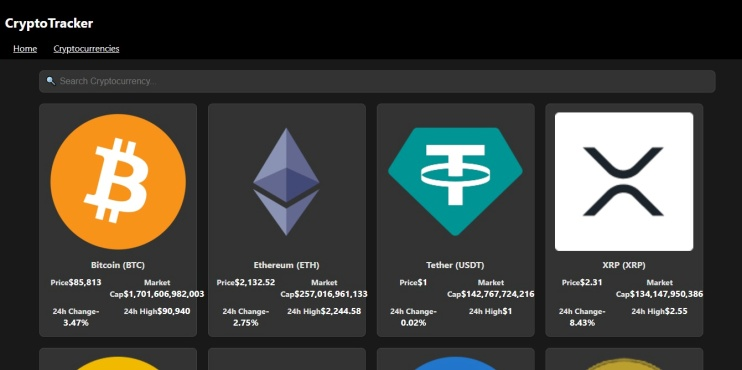 CryptoTracker
Home Cryptocurrencies
🔍 Search Cryptocurrency...
Bitcoin (BTC)
Price$85,813
Market
Cap$1,701,606,982,003
24h Change-
3.47%
24h High$90,940
Ethereum (ETH)
Price$2,132.52
Market
Cap$257,016,961,133
24h Change-
2.75%
24h High$2,244.58
Tether (USDT)
Price$1
Market
Cap$142,767,724,216
24h Change-
0.02%
24h High$1
XRP (XRP)
Price$2.31
Market
Cap$134,147,950,386
24h Change-
8.43%
24h High$2.55